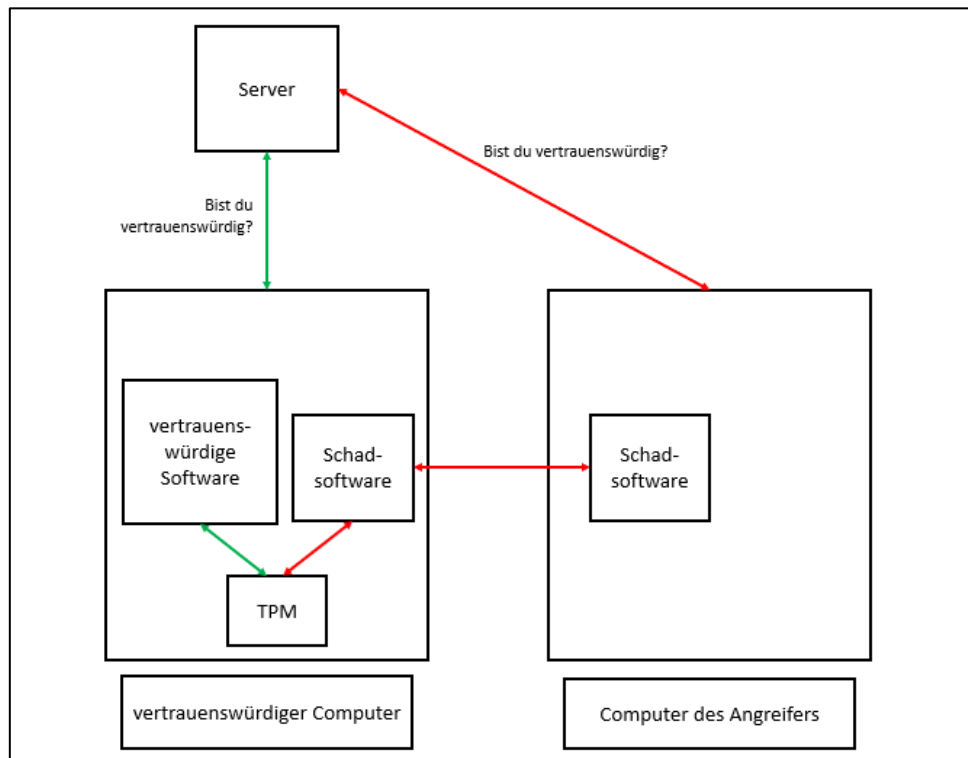 Server
Bist du vertrauenswürdig?
Bist du
vertrauenswürdig?
vertrauens-
würdige
Software
Schad-
software
Schad-
software
TPM
vertrauenswürdiger Computer
Computer des Angreifers